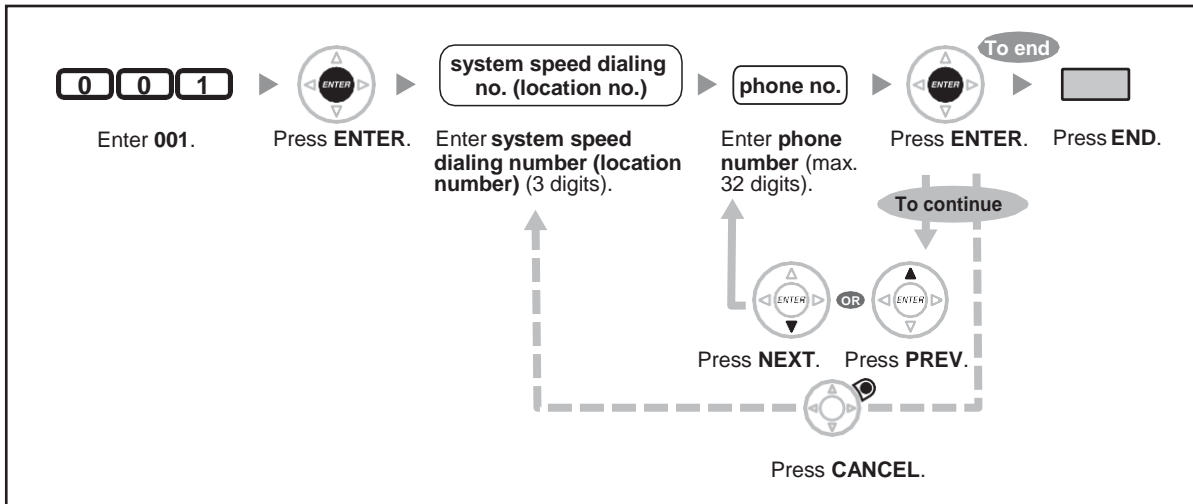 To end
system speed dialing
no. (location no.)
0 0 1
ENTER
phone no.
ENTER
Enter 001.
Press ENTER.
Enter system speed
dialing number (location
number) (3 digits).
Enter phone
number (max.
32 digits).
Press ENTER.
Press END.
To continue
ENTER
OR
ENTER
Press NEXT.
Press PREV.
Press CANCEL.